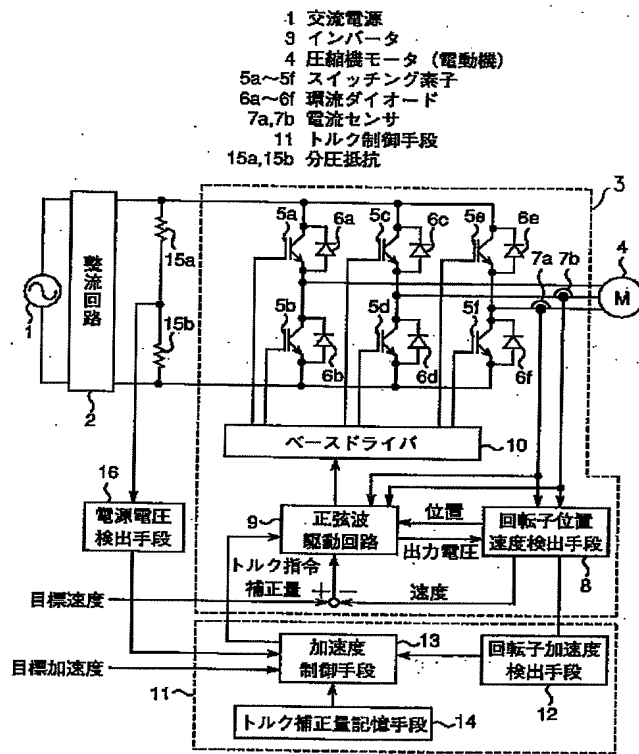 1 交流電源
3 インバータ
4 圧縮機モータ (電動機)
5a〜5f スイッチング素子
6a〜6f 環流ダイオード
7a,7b 電流センサ
11 トルク制御手段
15a,15b 分圧抵抗
3
5a 6a 5c 6c 5e 6e
7a 7b 4
15a
整流回路
1
M
15b
5b 5d 5f
6b 6d 6f
2
ベースドライバ
10
16
電源電圧
検出手段
9
正弦波
駆動回路
位置
出力電圧
回転子位置
速度検出手段
8
トルク指令
補正量
+ −
速度
目標速度
加速度
制御手段
13
回転子加速度
検出手段
12
目標加速度
11
トルク補正量記憶手段
14